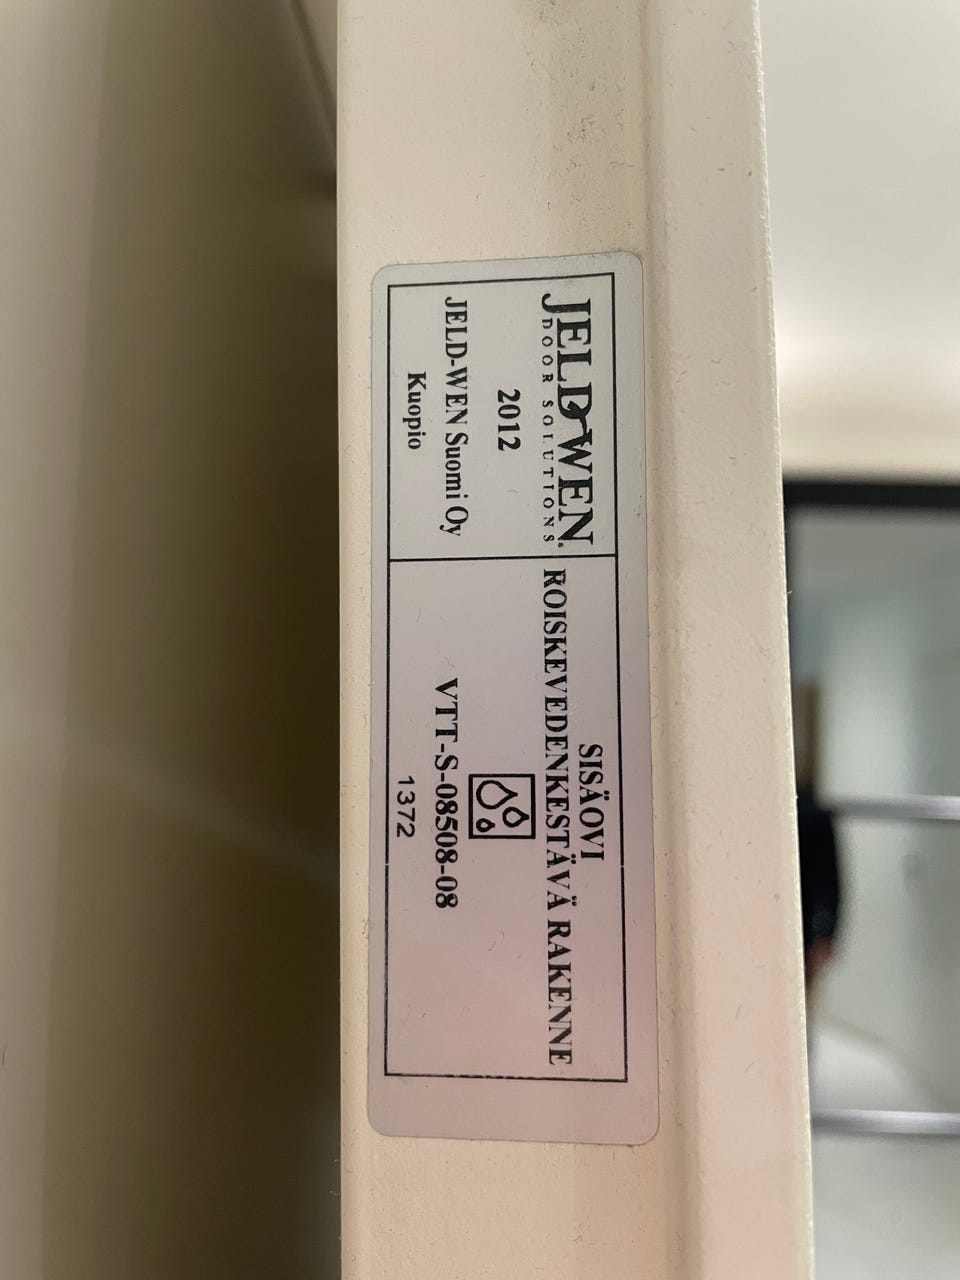 JELD-WEN®
DOOR SOLUTIONS
2012
JELD-WEN Suomi Oy
Kuopio
SISÄOVI
ROISKEVEDENKESTÄVÄ RAKENNE
VTT-S-08508-08
1372